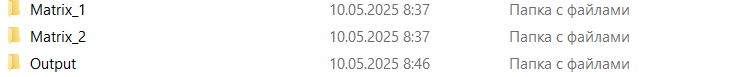 Matrix_1 10.05.2025 8:37 Папка с файлами
Matrix_2 10.05.2025 8:37 Папка с файлами
Output 10.05.2025 8:46 Папка с файлами